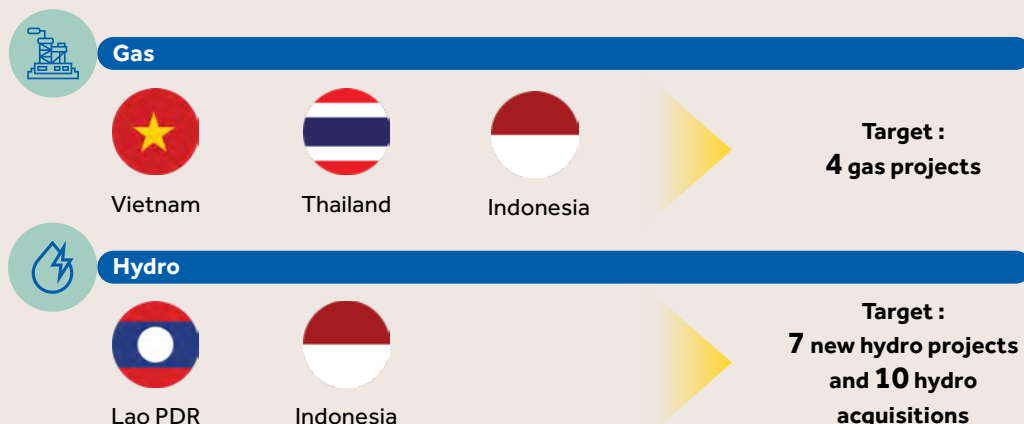 Gas
Vietnam
Thailand
Indonesia
Target :
4 gas projects
Hydro
Lao PDR
Indonesia
Target :
7 new hydro projects
and 10 hydro
acquisitions